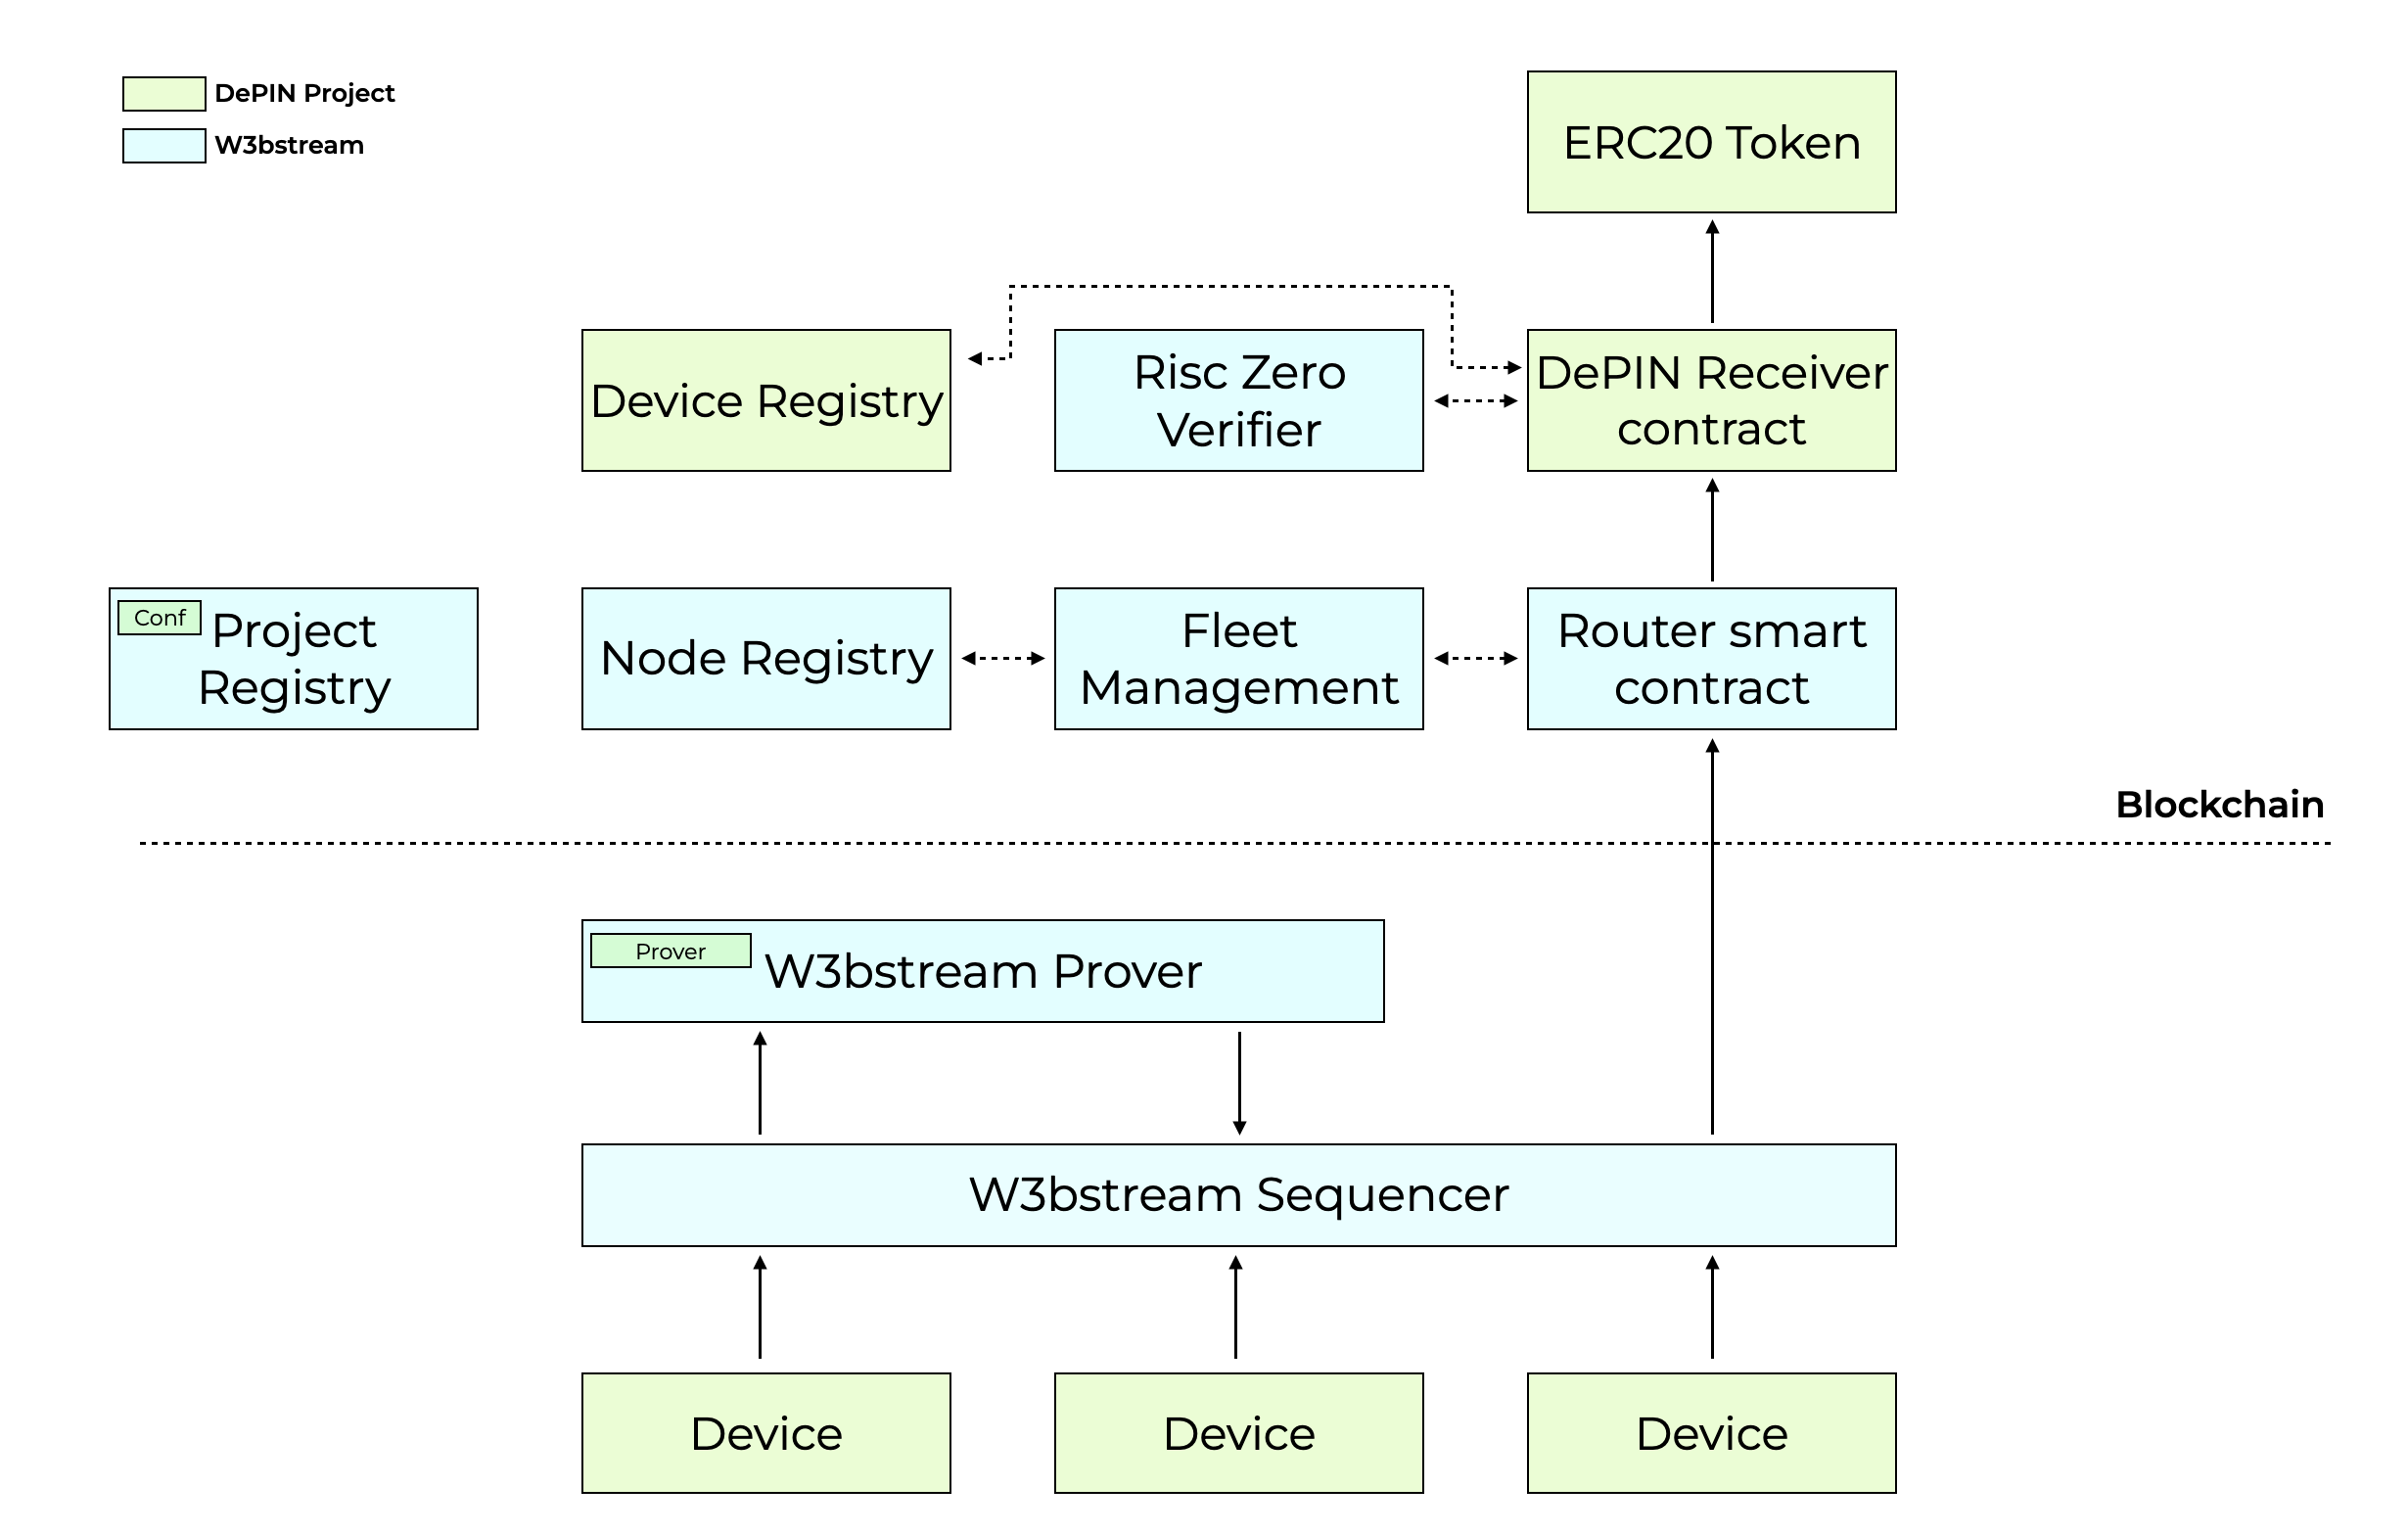 DePIN Project
W3bstream
ERC20 Token
Device Registry
Risc Zero
Verifier
DePIN Receiver
contract
Conf
Project
Registry
Node Registry
Fleet
Management
Router smart
contract
Blockchain
Prover
W3bstream Prover
W3bstream Sequencer
Device
Device
Device